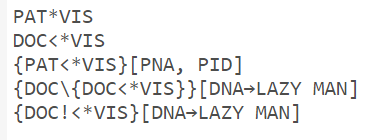 PAT*VIS
DOC<*VIS
{PAT<*VIS}[PNA, PID]
{DOC\{DOC<*VIS}}[DNA→LAZY MAN]
{DOC!<*VIS}[DNA→LAZY MAN]